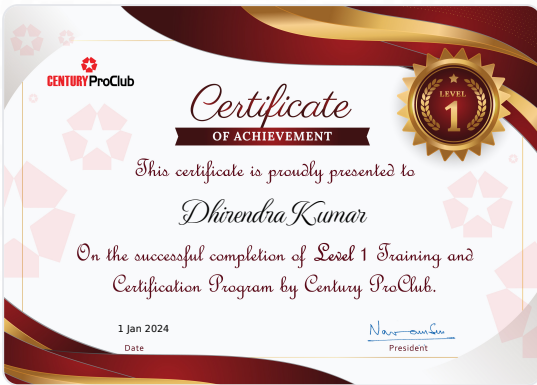 CENTURY ProClub
LEVEL
1
Certificate
OF ACHIEVEMENT
This certificate is proudly presented to
Dhirendra Kumar
On the successful completion of Level 1 Training and
Certification Program by Century ProClub.
1 Jan 2024
Date
President